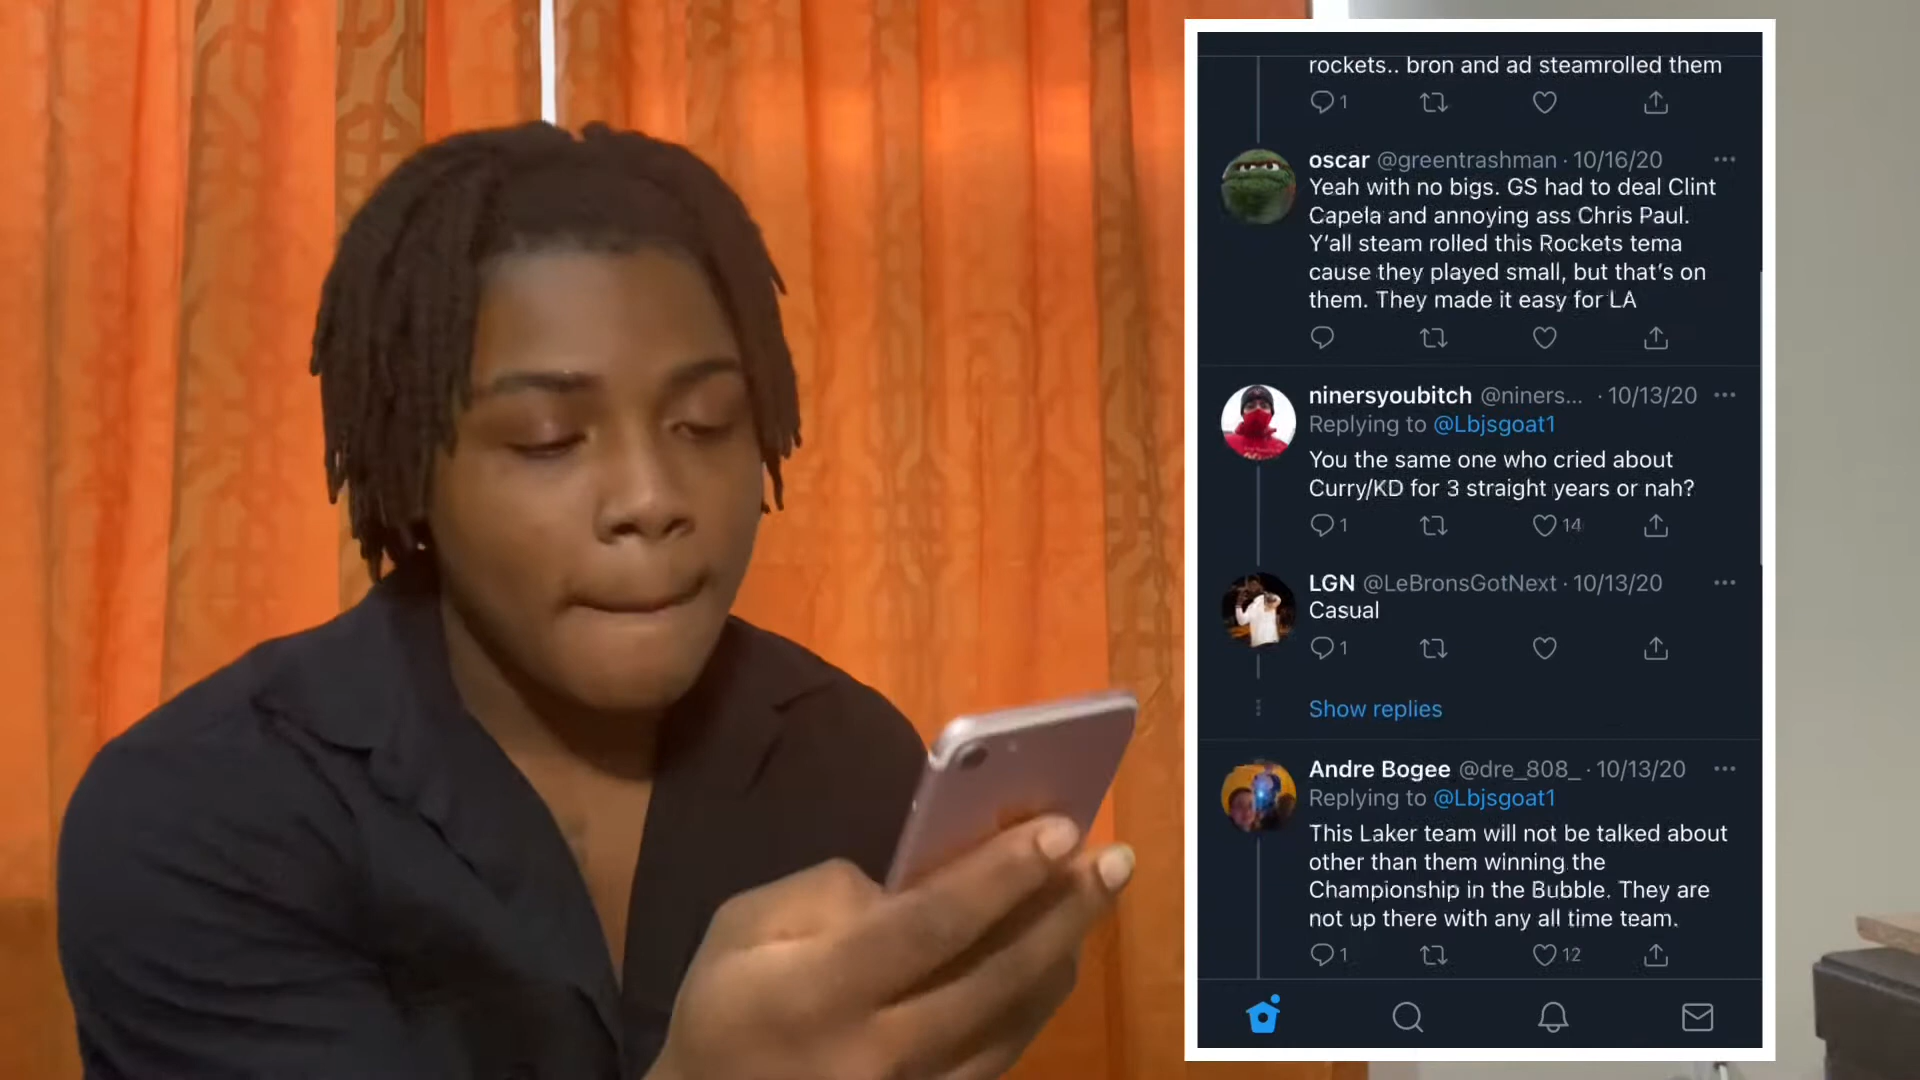 rockets.. bron and ad steamrolled them
1
oscar @greentrashman · 10/16/20
Yeah with no bigs. GS had to deal Clint
Capela and annoying ass Chris Paul.
Y'all steam rolled this Rockets tema
cause they played small, but that's on
them. They made it easy for LA
ninersyoubitch @niners... · 10/13/20
Replying to @Lbjsgoat1
You the same one who cried about
Curry/KD for 3 straight years or nah?
1 14
LGN @LeBronsGotNext · 10/13/20
Casual
1
Show replies
Andre Bogee @dre_808_ · 10/13/20
Replying to @Lbjsgoat1
This Laker team will not be talked about
other than them winning the
Championship in the Bubble. They are
not up there with any all time team.
1 12